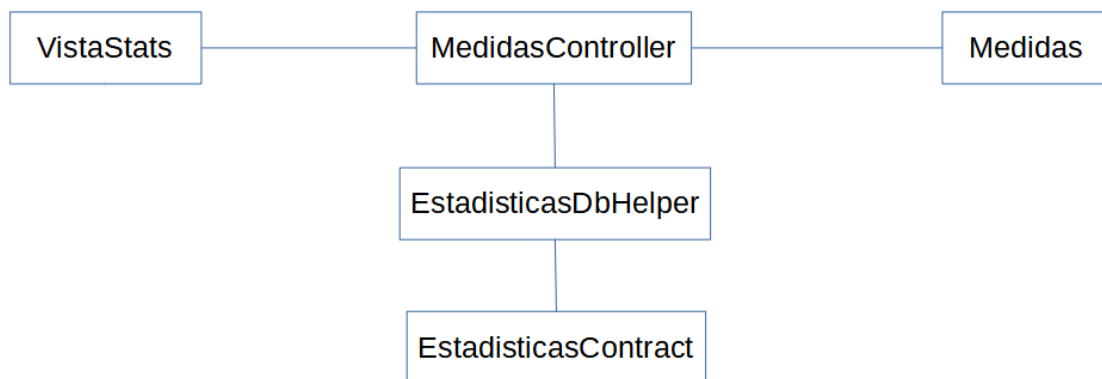 VistaStats
MedidasController
Medidas
EstadisticasDbHelper
EstadisticasContract